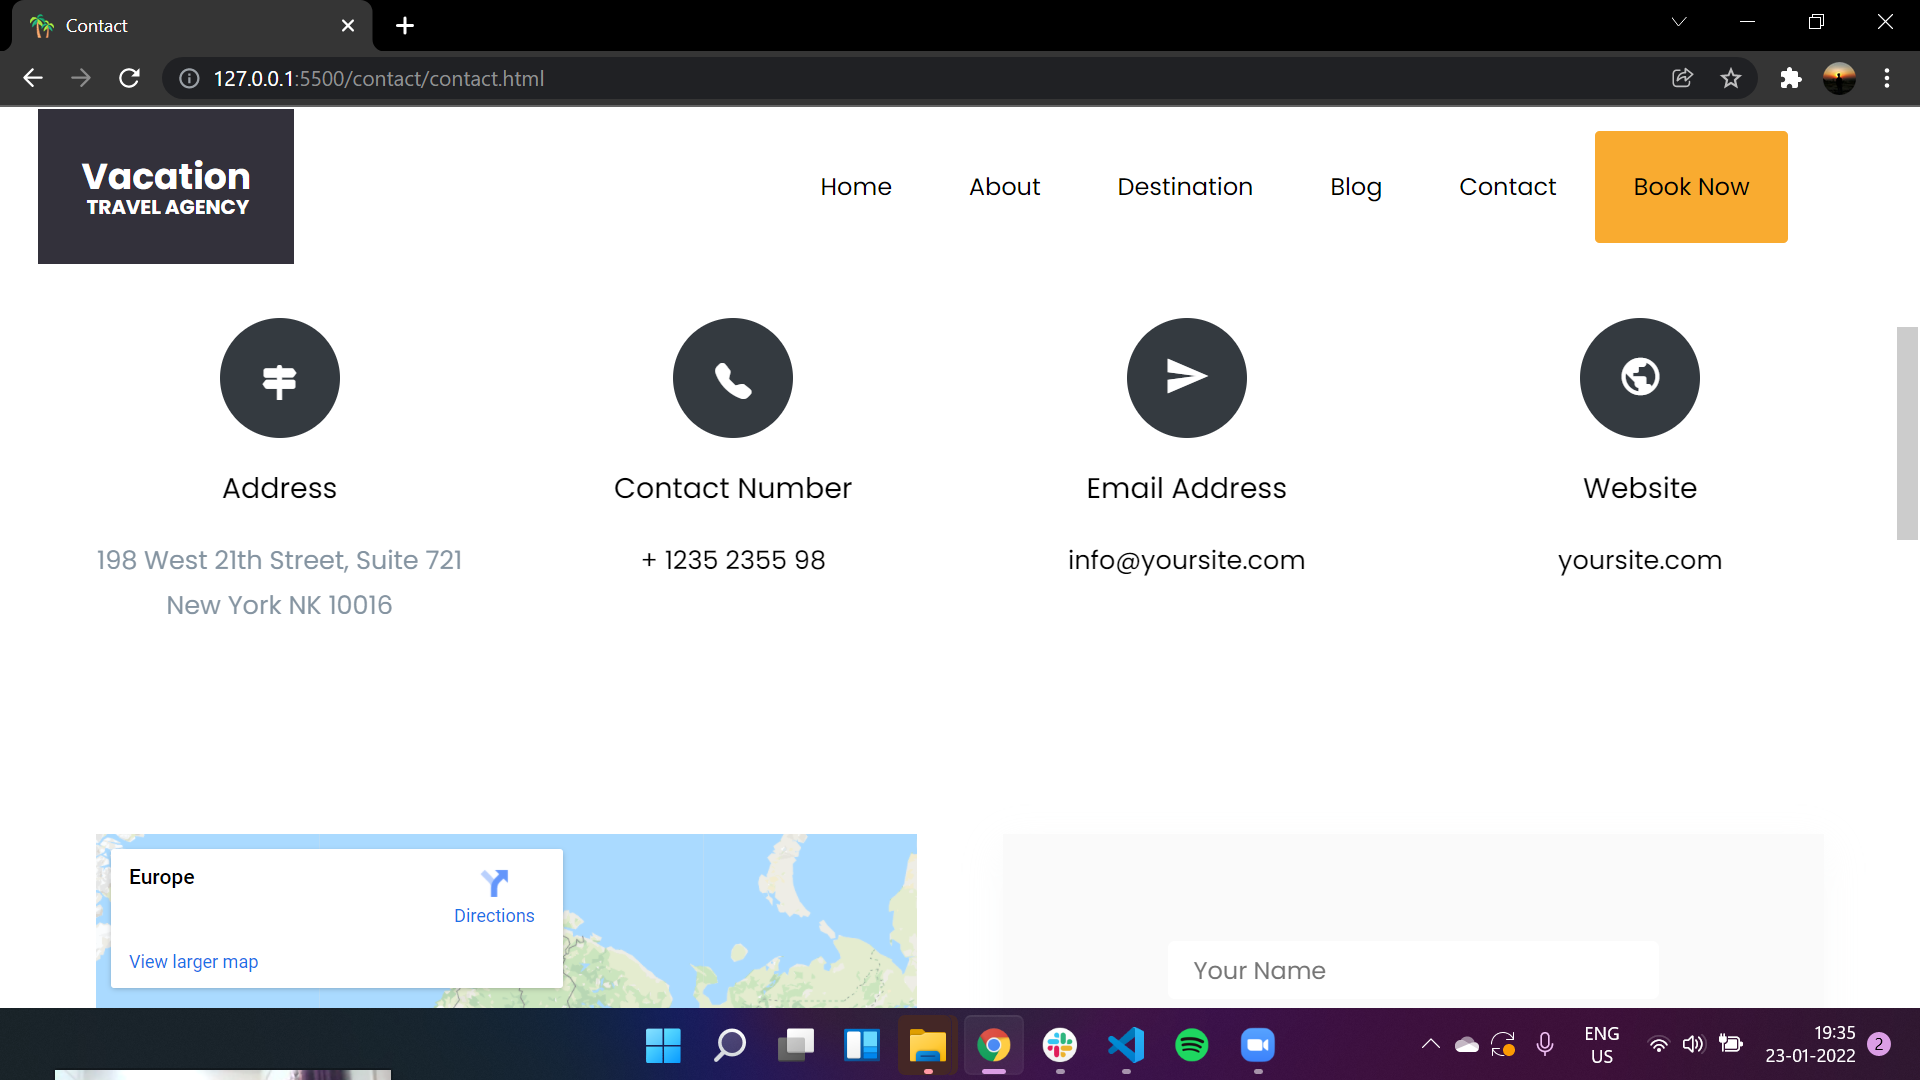 Contact
127.0.0.1:5500/contact/contact.html
Vacation
TRAVEL AGENCY
Home
About
Destination
Blog
Contact
Book Now
Address
Contact Number
Email Address
Website
198 West 21th Street, Suite 721
New York NK 10016
+ 1235 2355 98
info@yoursite.com
yoursite.com
Europe
Directions
View larger map
Your Name
ENG
US
19:35
23-01-2022
2